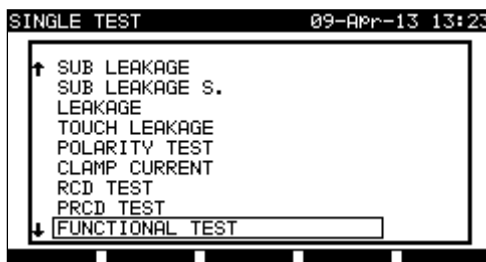 SINGLE TEST 09-Apr-13 13:23
↑ SUB LEAKAGE
SUB LEAKAGE S.
LEAKAGE
TOUCH LEAKAGE
POLARITY TEST
CLAMP CURRENT
RCD TEST
PRCD TEST
↓ FUNCTIONAL TEST